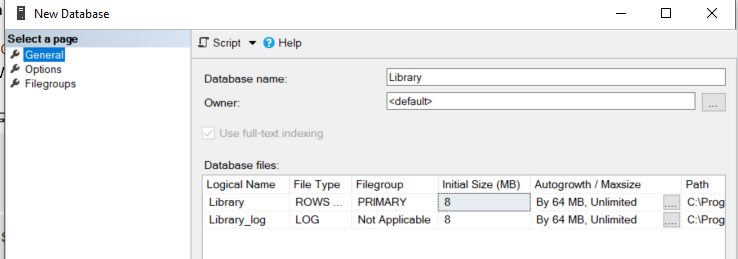 New Database
Select a page
General
Options
Filegroups
Script Help
Database name: Library
Owner: <default> ...
Use full-text indexing
Database files:
Logical Name File Type Filegroup Initial Size (MB) Autogrowth / Maxsize Path
Library ROWS ... PRIMARY 8 By 64 MB, Unlimited .... C:\Prog
Library_log LOG Not Applicable 8 By 64 MB, Unlimited .... C:\Prog